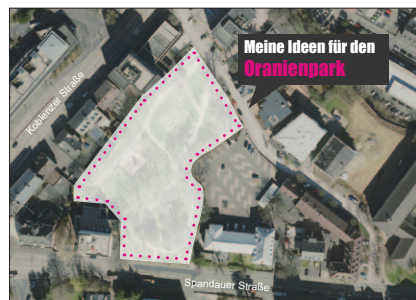 Meine Ideen für den
Oranienpark
Koblenzer Straße
Spandauer Straße